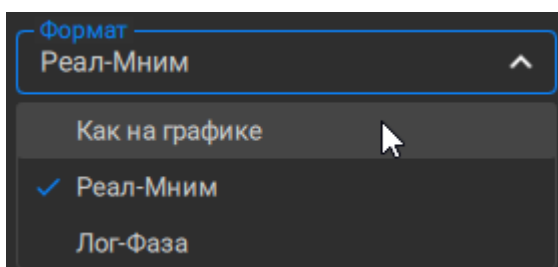 Формат
Реал-Мним
Как на графике
Реал-Мним
Лог-Фаза